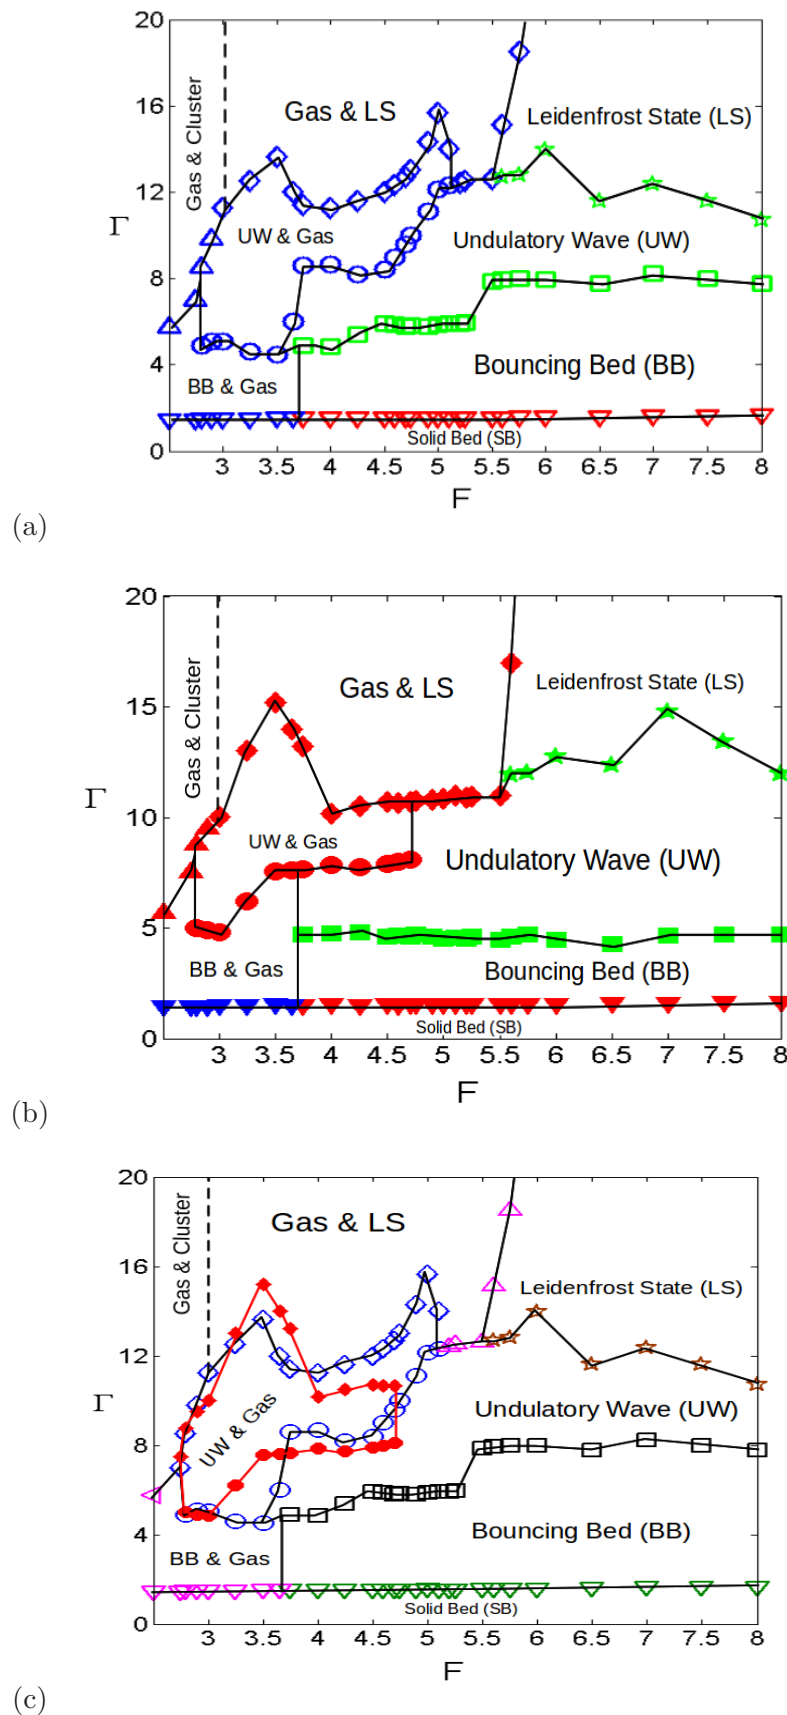 20
16
12
8
4
0
Γ
Gas & Cluster
Gas & LS
Leidenfrost State (LS)
UW & Gas
Undulatory Wave (UW)
BB & Gas
Bouncing Bed (BB)
Solid Bed (SB)
3 3.5 4 4.5 5 5.5 6 6.5 7 7.5 8
F
(a)
20
15
10
5
0
Γ
Gas & Cluster
Gas & LS
Leidenfrost State (LS)
UW & Gas
Undulatory Wave (UW)
BB & Gas
Bouncing Bed (BB)
Solid Bed (SB)
3 3.5 4 4.5 5 5.5 6 6.5 7 7.5 8
F
(b)
20
16
12
8
4
0
Γ
Gas & Cluster
Gas & LS
Leidenfrost State (LS)
UW & Gas
Undulatory Wave (UW)
BB & Gas
Bouncing Bed (BB)
Solid Bed (SB)
3 3.5 4 4.5 5 5.5 6 6.5 7 7.5 8
F
(c)